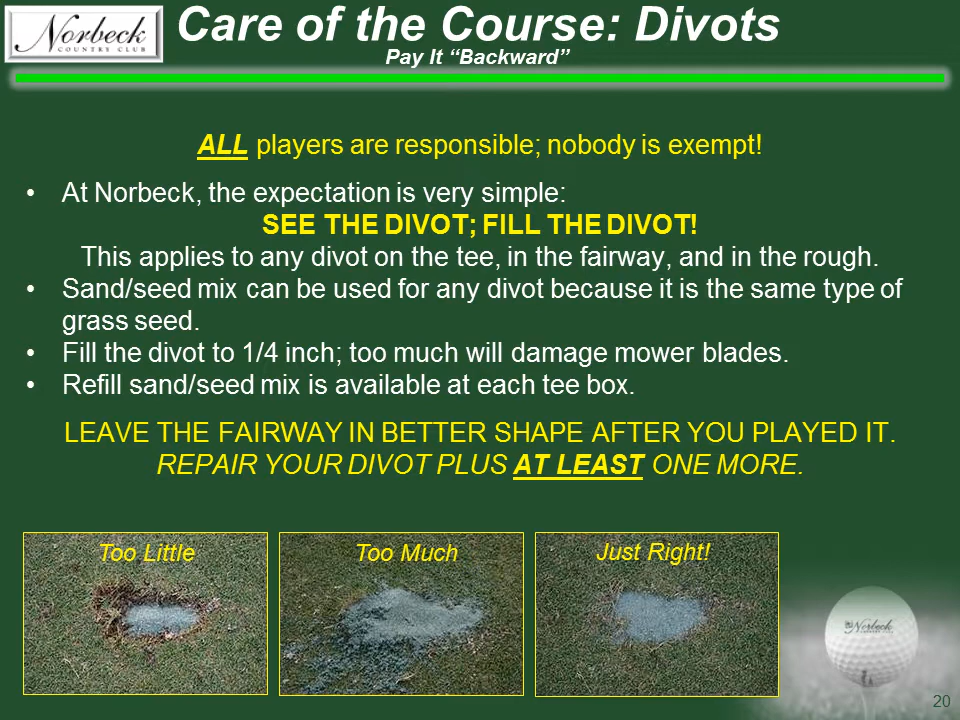 Norbeck
COUNTRY CLUB
Care of the Course: Divots
Pay It “Backward”
ALL players are responsible; nobody is exempt!
• At Norbeck, the expectation is very simple:
SEE THE DIVOT; FILL THE DIVOT!
This applies to any divot on the tee, in the fairway, and in the rough.
• Sand/seed mix can be used for any divot because it is the same type of
grass seed.
• Fill the divot to 1/4 inch; too much will damage mower blades.
• Refill sand/seed mix is available at each tee box.
LEAVE THE FAIRWAY IN BETTER SHAPE AFTER YOU PLAYED IT.
REPAIR YOUR DIVOT PLUS AT LEAST ONE MORE.
Too Little
Too Much
Just Right!
Norbeck
20